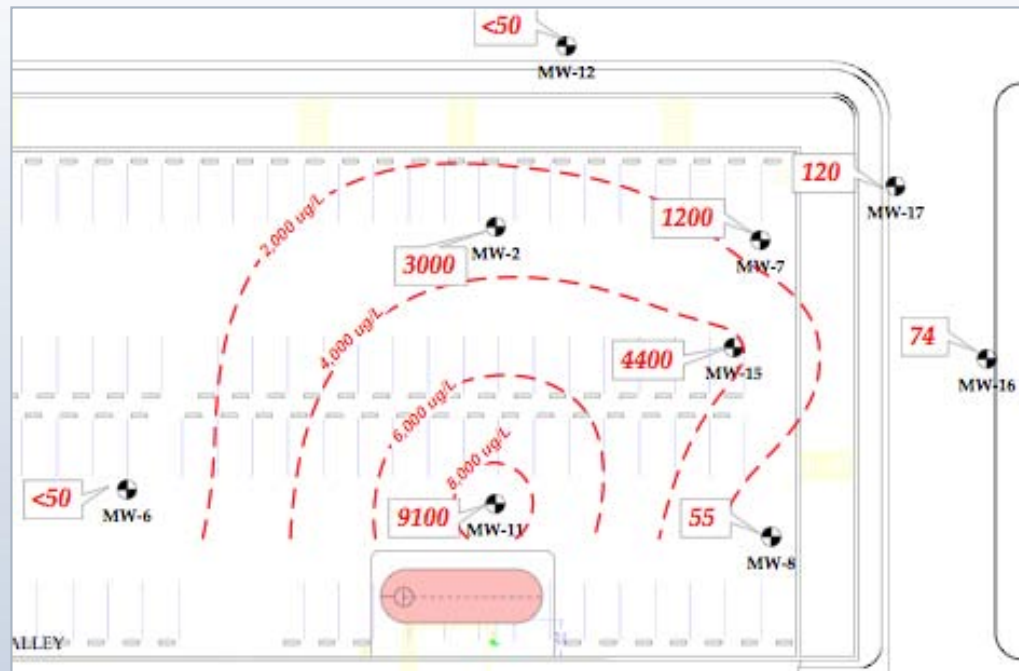 <50
MW-12
120
MW-17
2,000 ug/L
1200
MW-7
MW-2
3000
4,000 ug/L
4400
MW-15
74
MW-16
6,000 ug/L
8,000 ug/L
<50
MW-6
9100
MW-11
55
MW-8
ALLEY